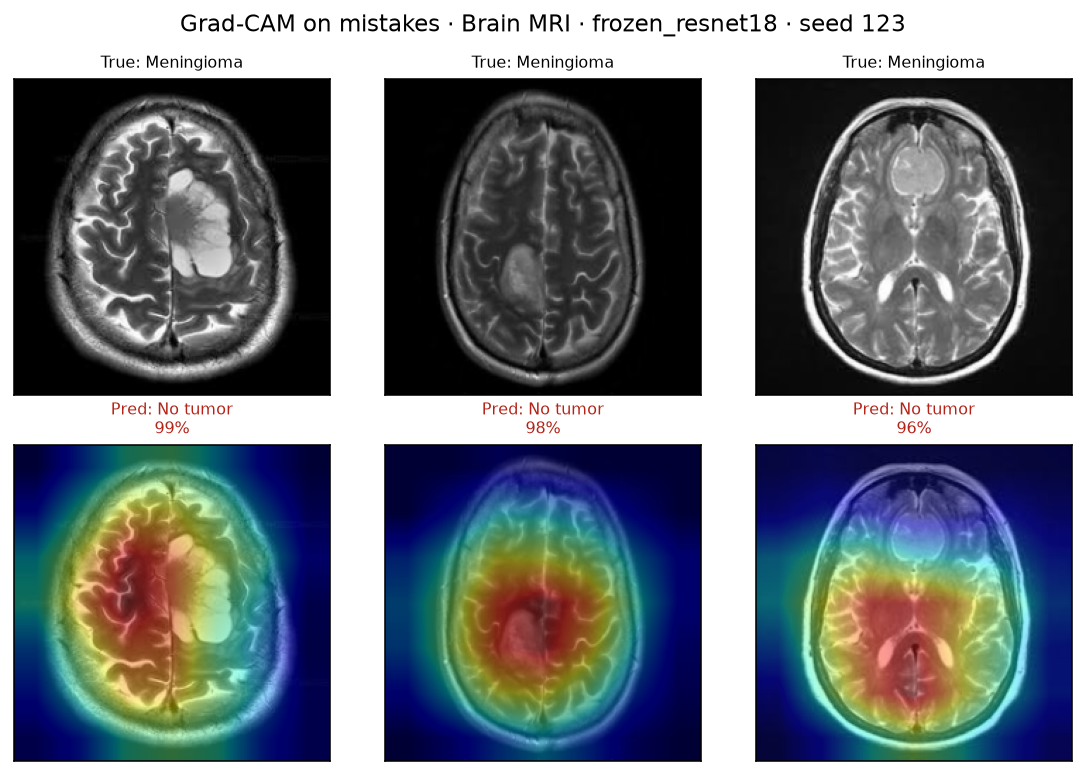 Grad-CAM on mistakes · Brain MRI · frozen_resnet18 · seed 123
True: Meningioma
True: Meningioma
True: Meningioma
Pred: No tumor
99%
Pred: No tumor
98%
Pred: No tumor
96%